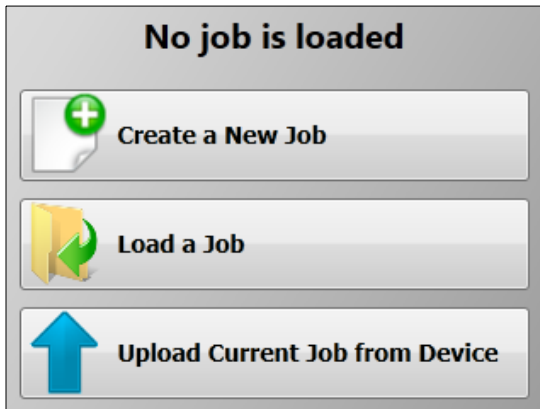 No job is loaded
Create a New Job
Load a Job
Upload Current Job from Device